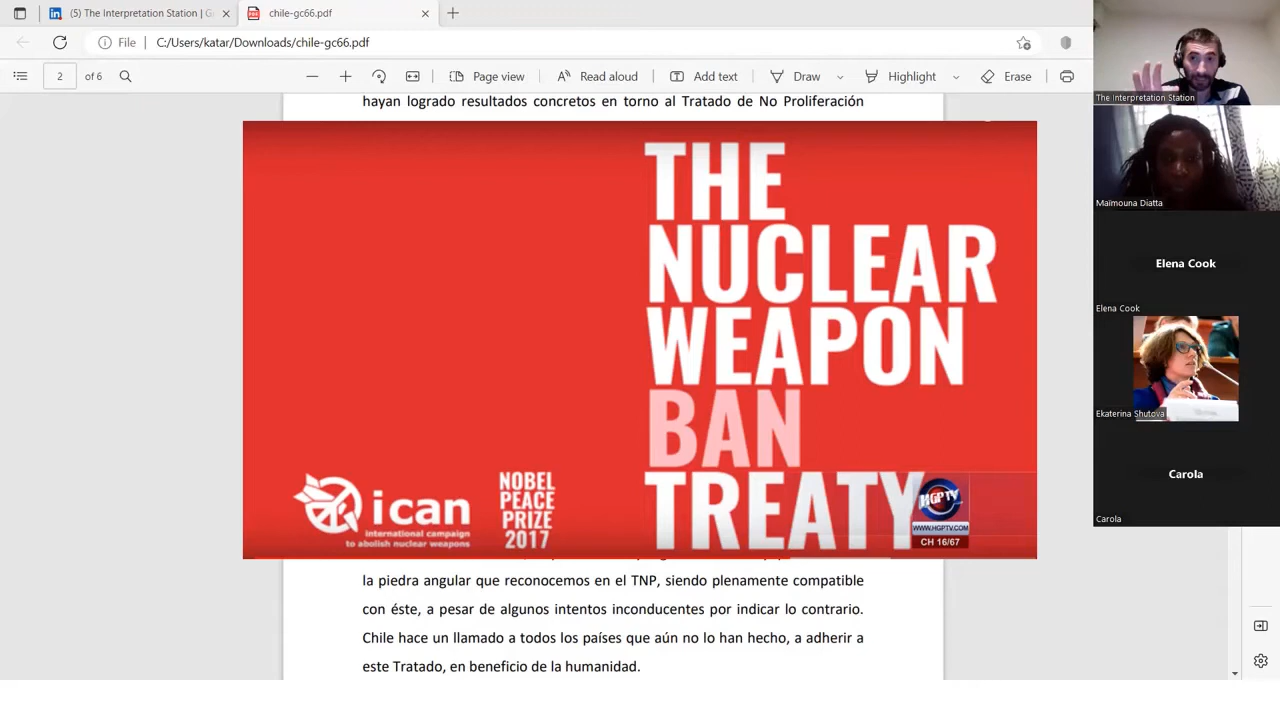 (5) The Interpretation Station | G
chile-gc66.pdf
File
C:/Users/katar/Downloads/chile-gc66.pdf
2
of 6
Page view
Read aloud
Add text
Draw
Highlight
Erase
hayan logrado resultados concretos en torno al Tratado de No Proliferación
THE
NUCLEAR
WEAPON
BAN
TREATY
ican
international campaign
to abolish nuclear weapons
NOBEL
PEACE
PRIZE
2017
HGPTV
WWW.HGPTV.COM
CH 16/67
la piedra angular que reconocemos en el TNP, siendo plenamente compatible
con éste, a pesar de algunos intentos inconducentes por indicar lo contrario.
Chile hace un llamado a todos los países que aún no lo han hecho, a adherir a
este Tratado, en beneficio de la humanidad.
The Interpretation Station
Maïmouna Diatta
Elena Cook
Elena Cook
Ekaterina Shutova
Carola
Carola